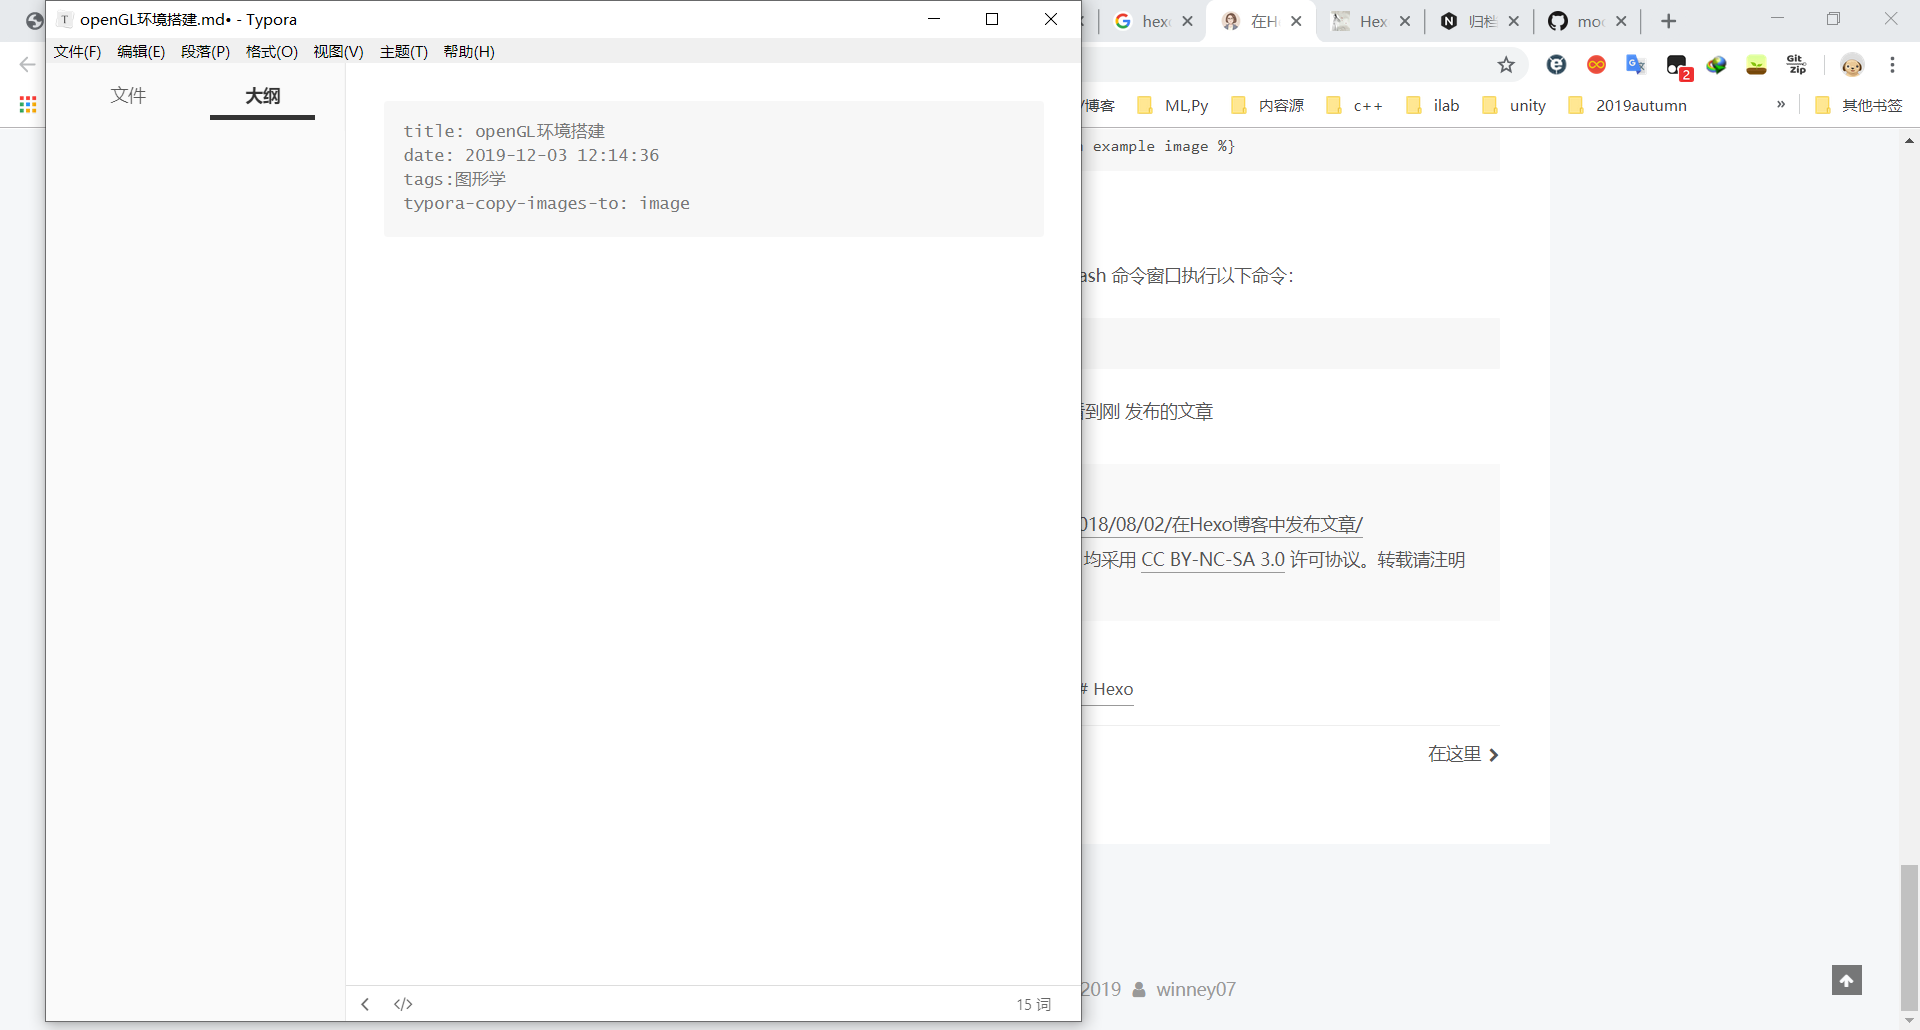 openGL环境搭建.md• - Typora
文件(F) 编辑(E) 段落(P) 格式(O) 视图(V) 主题(T) 帮助(H)
文件 大纲
title: openGL环境搭建
date: 2019-12-03 12:14:36
tags:图形学
typora-copy-images-to: image
15 词
hexo
在H
Hex
归档
moc
2
Git
zip
/博客 ML,Py 内容源 c++ ilab unity 2019autumn » 其他书签
example image %}
ash 命令窗口执行以下命令：
到刚 发布的文章
018/08/02/在Hexo博客中发布文章/
均采用 CC BY-NC-SA 3.0 许可协议。转载请注明
# Hexo
在这里
2019 winney07